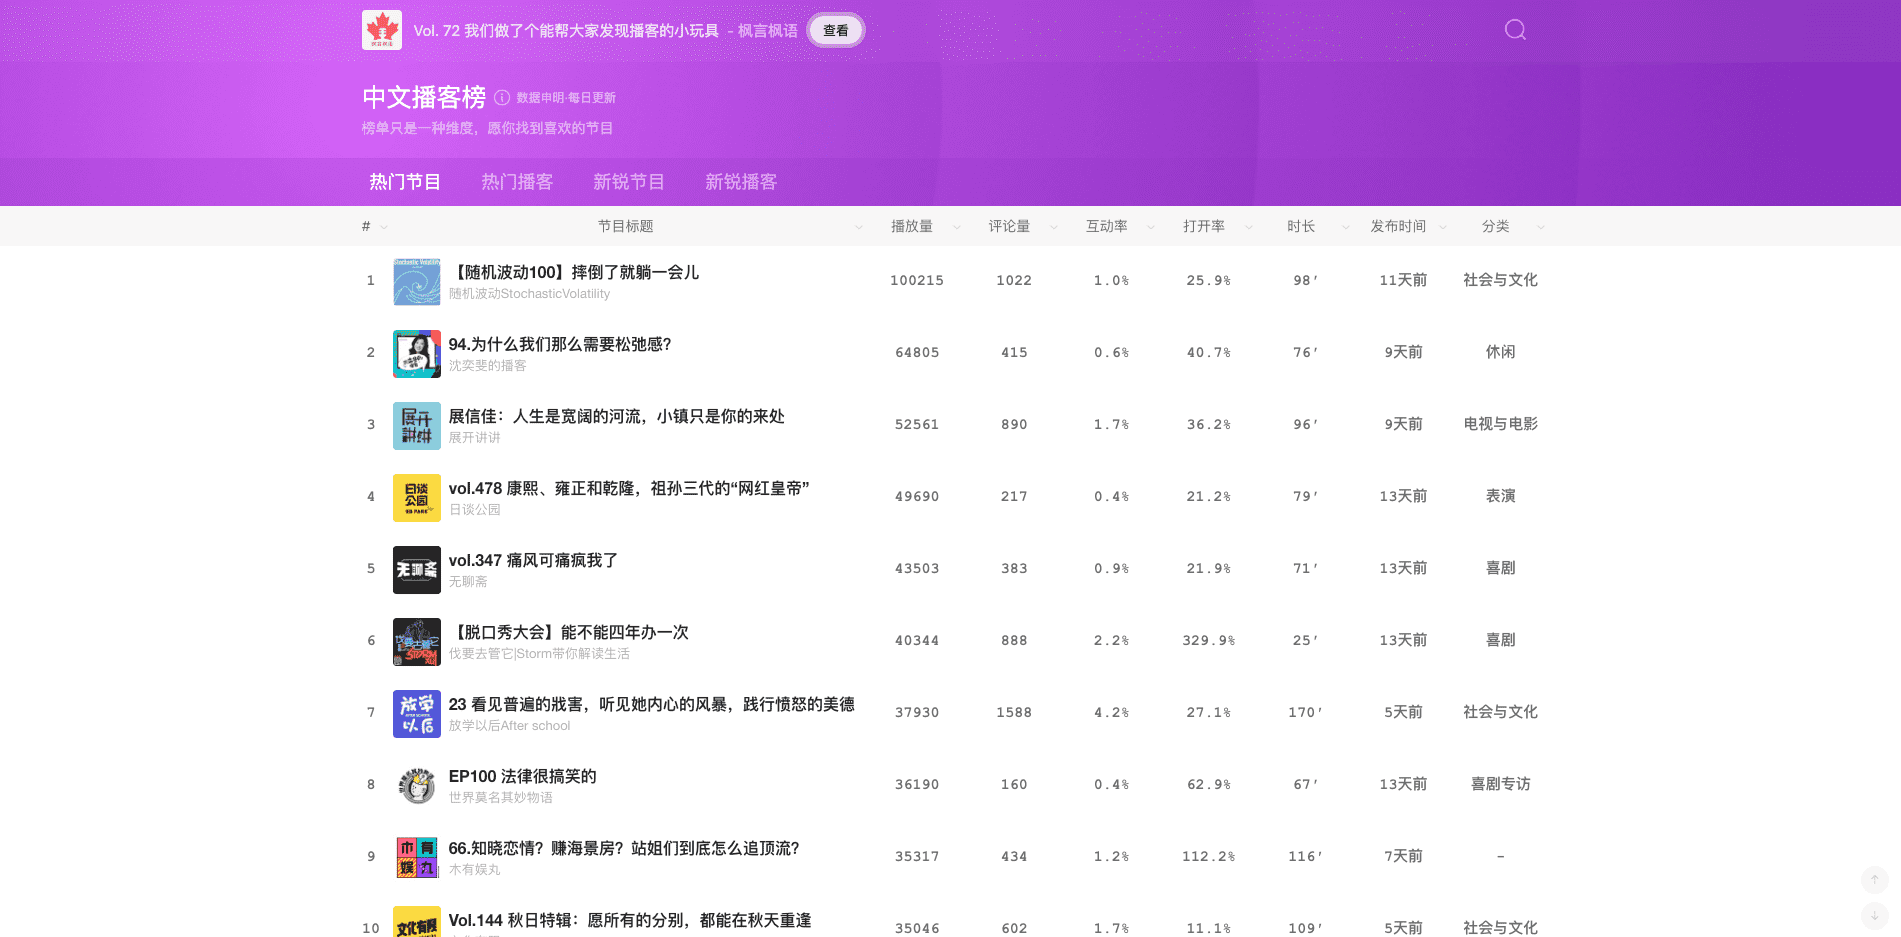 Vol. 72 我们做了个能帮大家发现播客的小玩具 - 枫言枫语 查看
中文播客榜 数据申明·每日更新
榜单只是一种维度，愿你找到喜欢的节目
热门节目 热门播客 新锐节目 新锐播客
# 节目标题 播放量 评论量 互动率 打开率 时长 发布时间 分类
1 【随机波动100】摔倒了就躺一会儿 100215 1022 1.0% 25.9% 98′ 11天前 社会与文化
随机波动StochasticVolatility
2 94.为什么我们那么需要松弛感？ 64805 415 0.6% 40.7% 76′ 9天前 休闲
沈奕斐的播客
3 展开讲讲 展信佳：人生是宽阔的河流，小镇只是你的来处 52561 890 1.7% 36.2% 96′ 9天前 电视与电影
展开讲讲
4 日谈公园 vol.478 康熙、雍正和乾隆，祖孙三代的“网红皇帝” 49690 217 0.4% 21.2% 79′ 13天前 表演
日谈公园
5 无聊斋 vol.347 痛风可痛疯我了 43503 383 0.9% 21.9% 71′ 13天前 喜剧
无聊斋
6 【脱口秀大会】能不能四年办一次 40344 888 2.2% 329.9% 25′ 13天前 喜剧
伐要去管它|Storm带你解读生活
7 放学以后 23 看见普遍的戕害，听见她内心的风暴，践行愤怒的美德 37930 1588 4.2% 27.1% 170′ 5天前 社会与文化
放学以后After school
8 EP100 法律很搞笑的 36190 160 0.4% 62.9% 67′ 13天前 喜剧专访
世界莫名其妙物语
9 木有娱丸 66.知晓恋情？赚海景房？站姐们到底怎么追顶流？ 35317 434 1.2% 112.2% 116′ 7天前 -
木有娱丸
10 文化有限 Vol.144 秋日特辑：愿所有的分别，都能在秋天重逢 35046 602 1.7% 11.1% 109′ 5天前 社会与文化